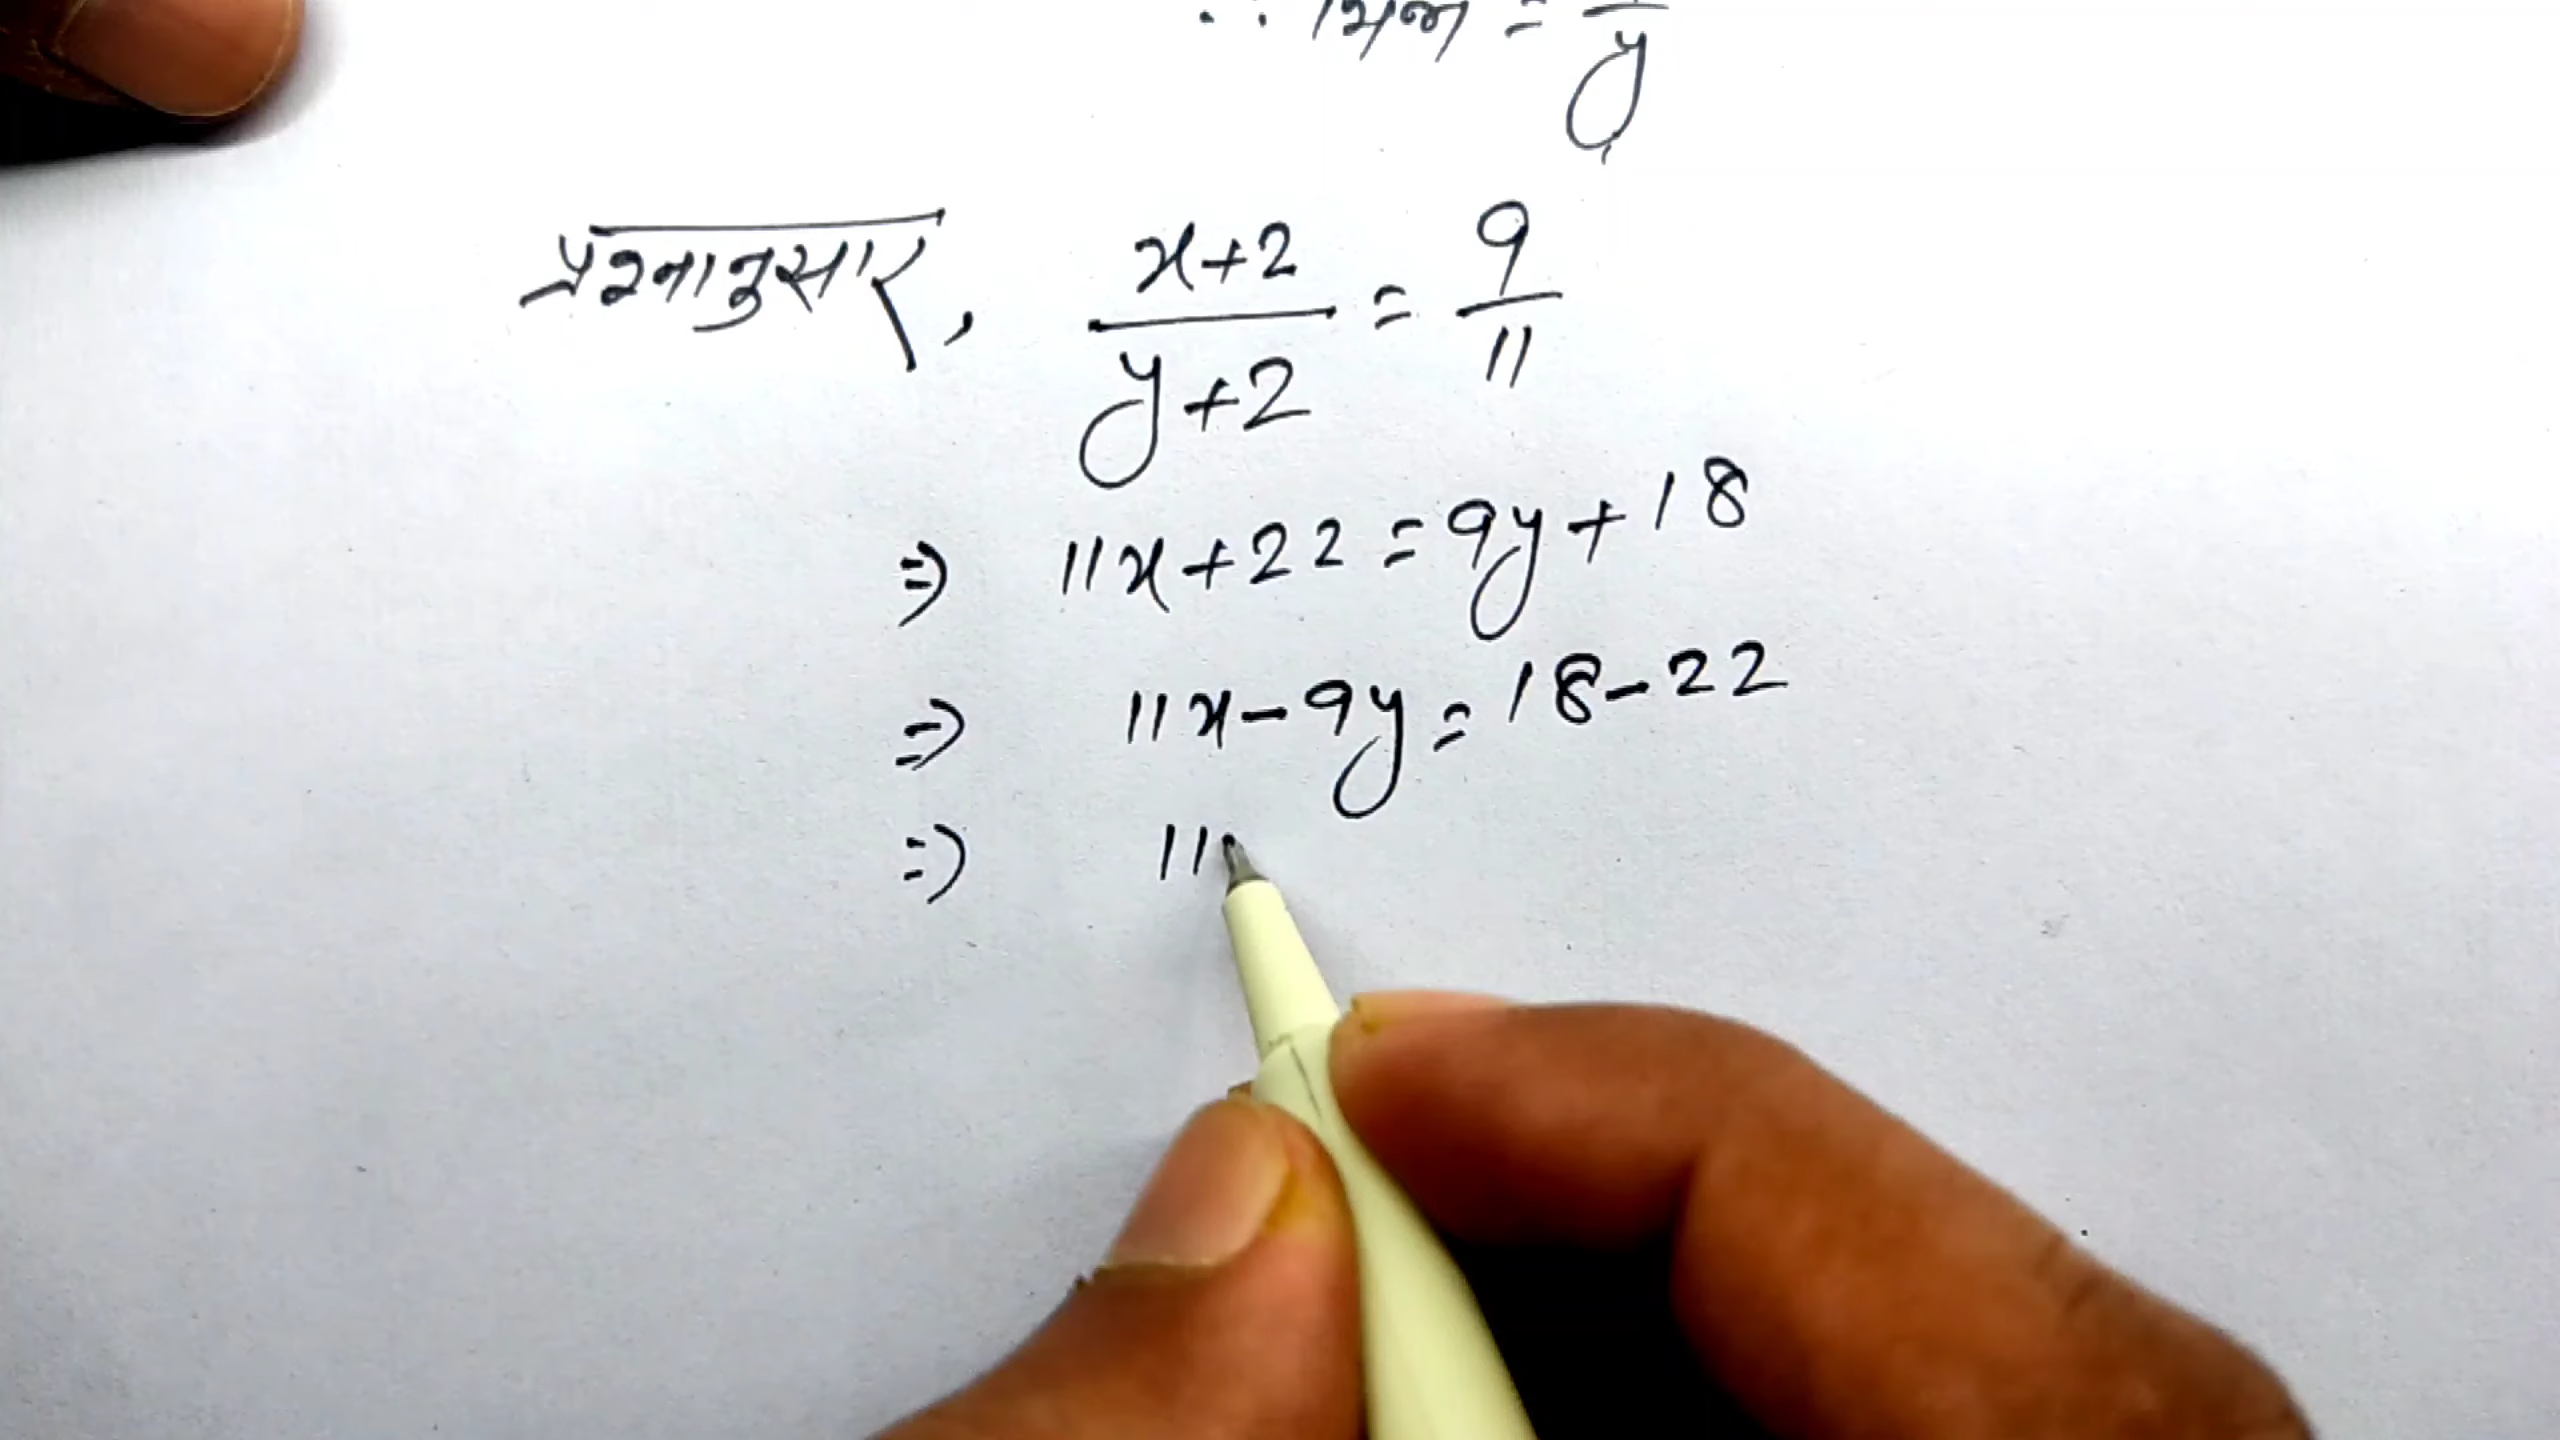 ∴ भिन्न = /y
प्रश्नानुसार, x+2/y+2 = 9/11
⇒ 11x+22 = 9y+18
⇒ 11x-9y = 18-22
⇒ 11